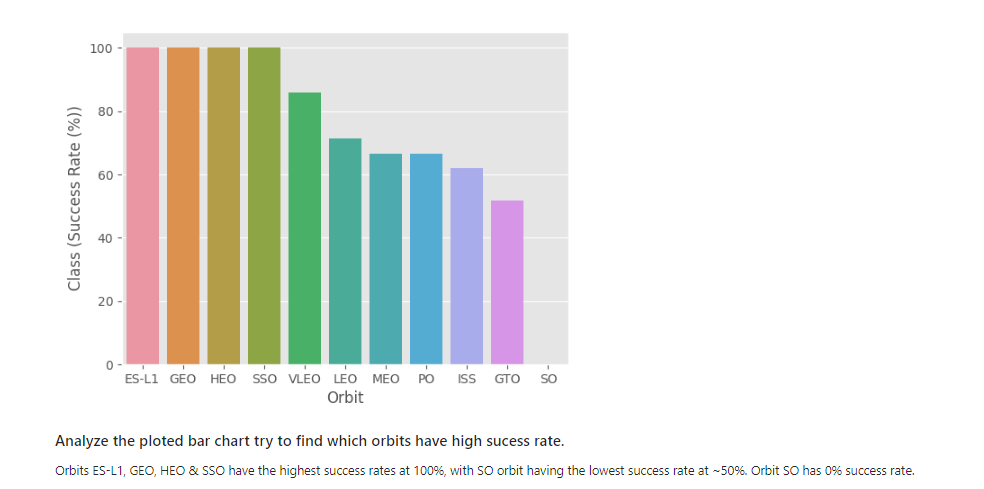 100
80
60
40
20
0
Class (Success Rate (%))
ES-L1 GEO HEO SSO VLEO LEO MEO PO ISS GTO SO
Orbit
Analyze the ploted bar chart try to find which orbits have high sucess rate.
Orbits ES-L1, GEO, HEO & SSO have the highest success rates at 100%, with SO orbit having the lowest success rate at ~50%. Orbit SO has 0% success rate.